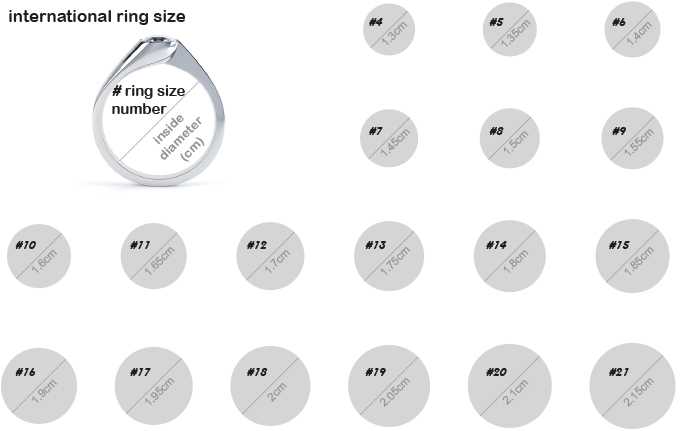 international ring size
# ring size
number
inside
diameter
(cm)
#4
1.3cm
#5
1.35cm
#6
1.4cm
#7
1.45cm
#8
1.5cm
#9
1.55cm
#10
1.6cm
#11
1.65cm
#12
1.7cm
#13
1.75cm
#14
1.8cm
#15
1.85cm
#16
1.9cm
#17
1.95cm
#18
2cm
#19
2.05cm
#20
2.1cm
#21
2.15cm